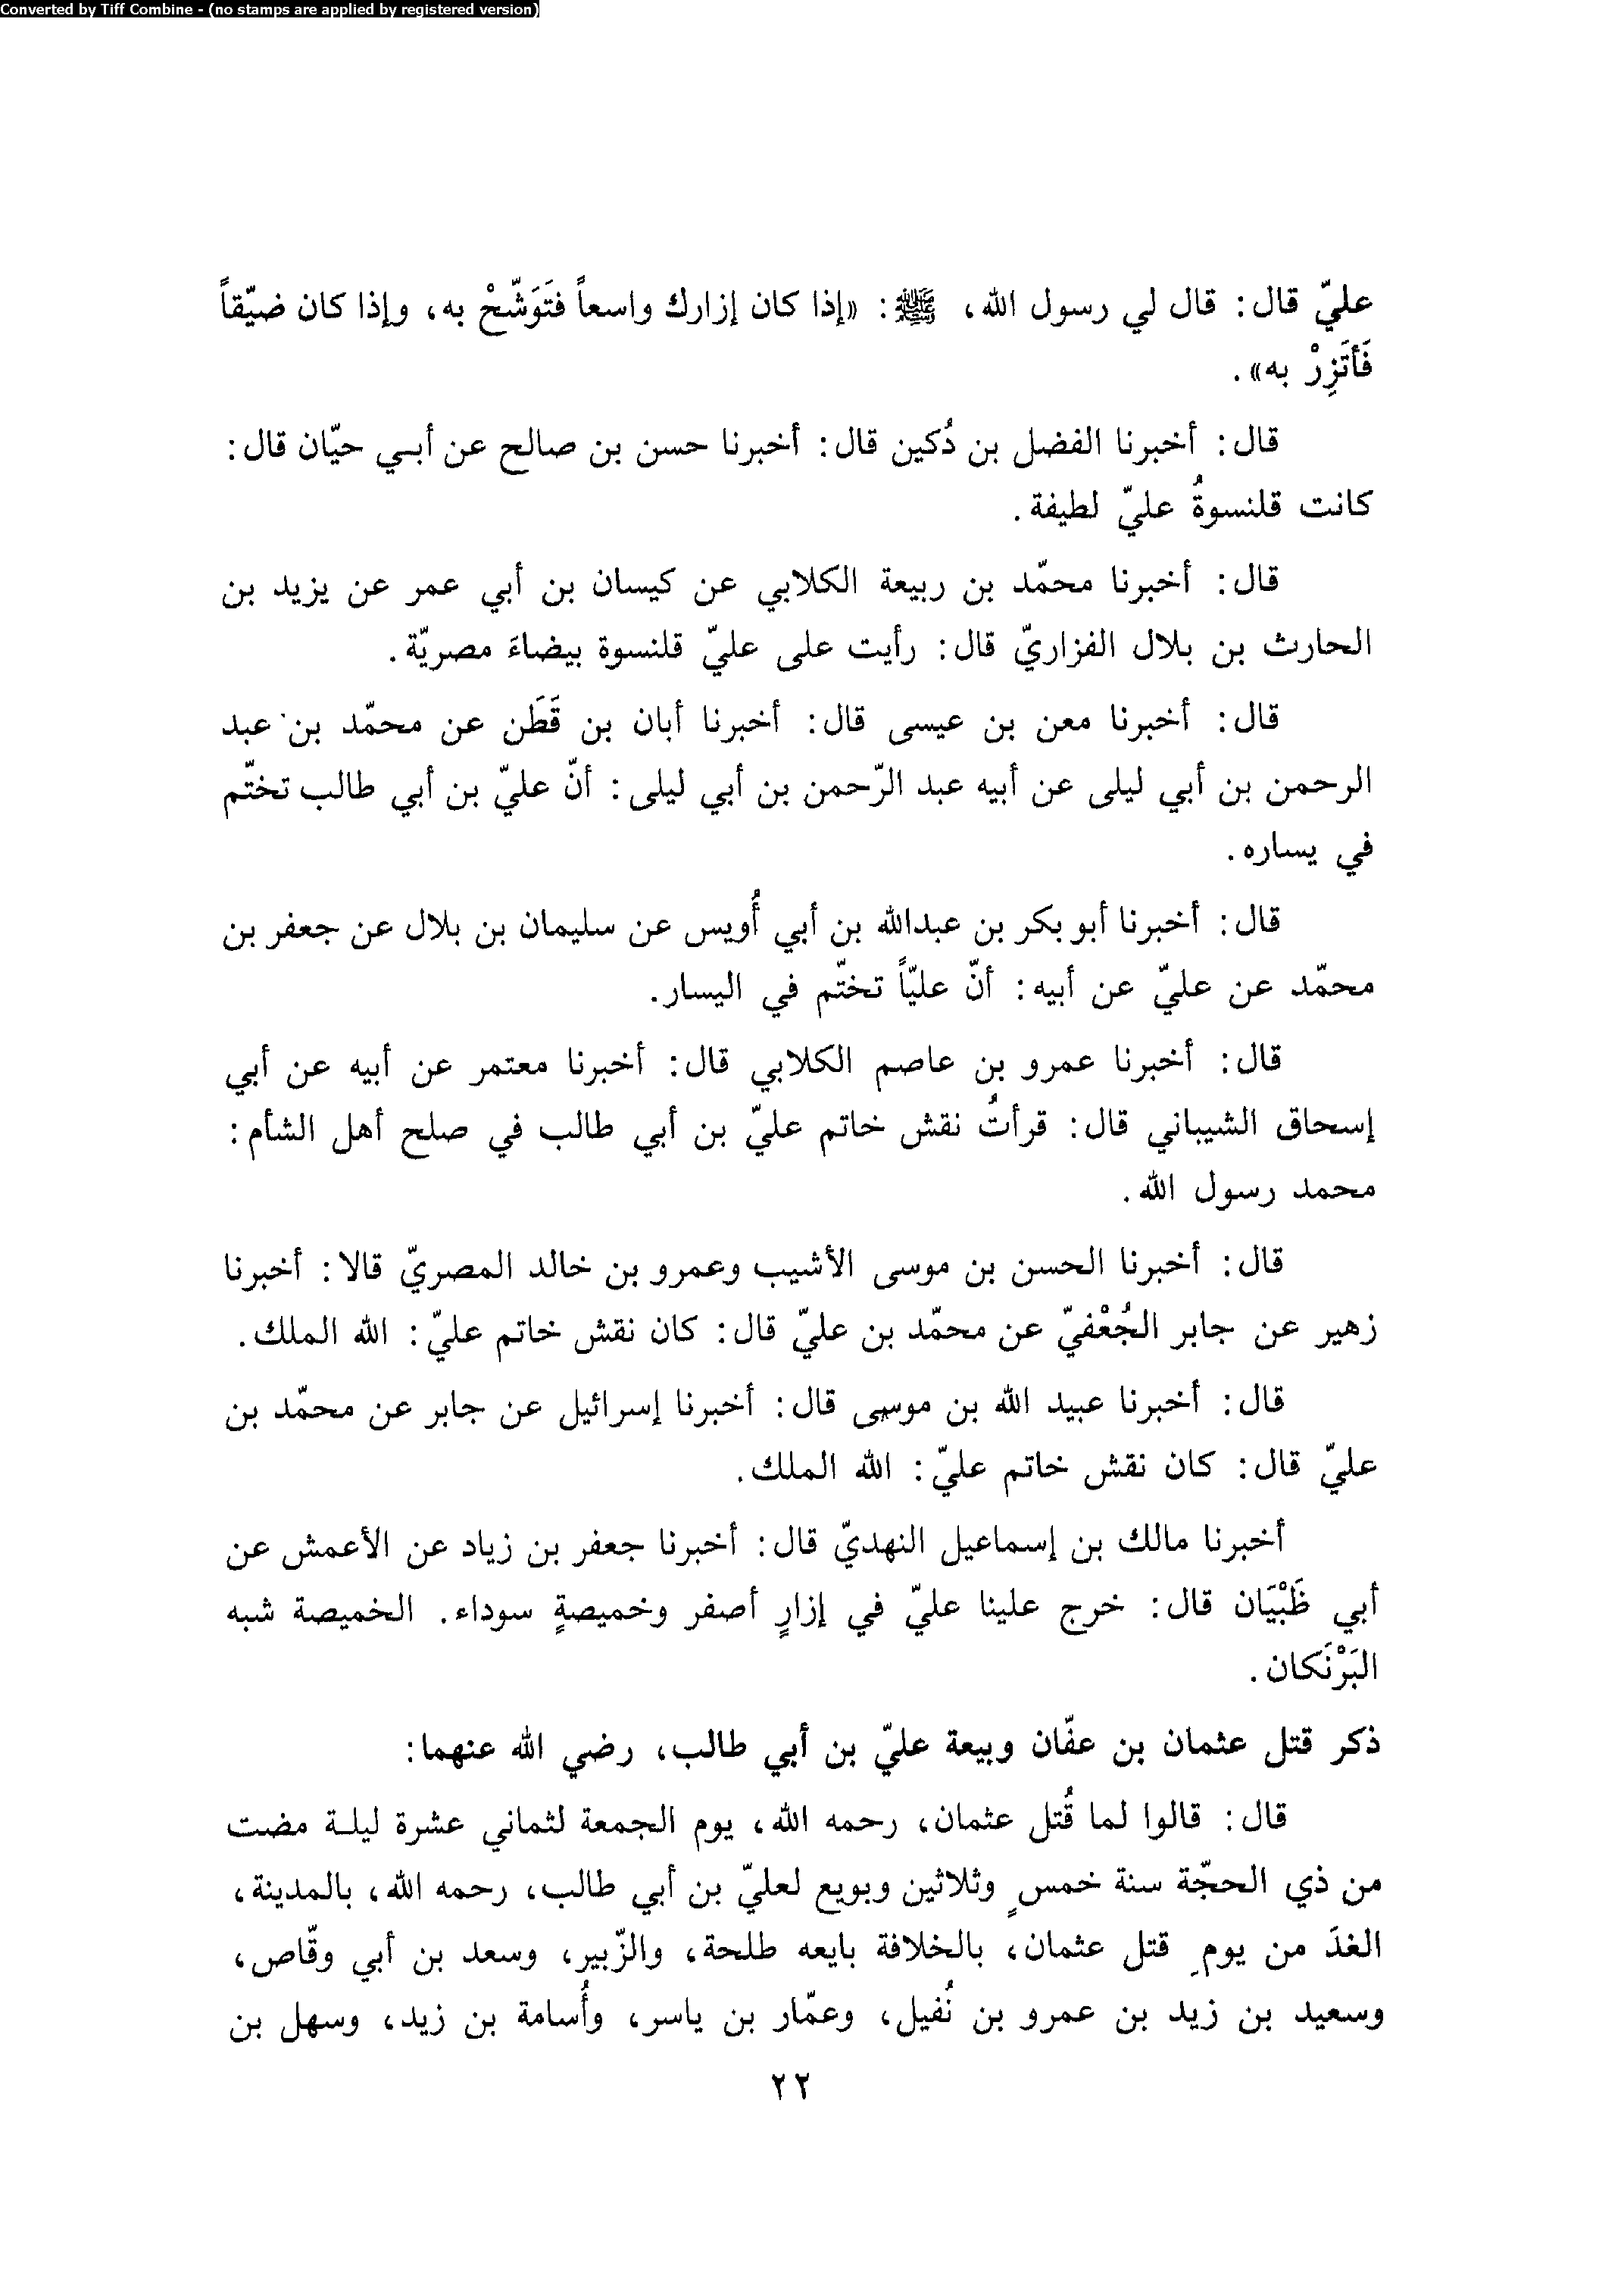 Converted by Tiff Combine - (no stamps are applied by registered version)
عليّ قال: قال لي رسول الله، ﷺ: «إذا كان إزارك واسعاً فتَوَشّحْ به، وإذا كان ضيّقاً
فَأتَزِرْ به».
قال: أخبرنا الفضل بن دُكين قال: أخبرنا حسن بن صالح عن أبي حيّان قال:
كانت قلنسوةُ عليّ لطيفة.
قال: أخبرنا محمّد بن ربيعة الكلابي عن كيسان بن أبي عمر عن يزيد بن
الحارث بن بلال الفزاريّ قال: رأيت على عليّ قلنسوة بيضاءَ مصريّة.
قال: أخبرنا معن بن عيسى قال: أخبرنا أبان بن قَطَن عن محمّد بن عبد
الرحمن بن أبي ليلى عن أبيه عبد الرّحمن بن أبي ليلى: أنّ عليّ بن أبي طالب تختّم
في يساره.
قال: أخبرنا أبو بكر بن عبدالله بن أبي أُويس عن سليمان بن بلال عن جعفر بن
محمّد عن عليّ عن أبيه: أنّ عليّاً تختّم في اليسار.
قال: أخبرنا عمرو بن عاصم الكلابي قال: أخبرنا معتمر عن أبيه عن أبي
إسحاق الشيباني قال: قرأتُ نقش خاتم عليّ بن أبي طالب في صلح أهل الشأم:
محمد رسول الله.
قال: أخبرنا الحسن بن موسى الأشيب وعمرو بن خالد المصريّ قالا: أخبرنا
زهير عن جابر الجُعْفيّ عن محمّد بن عليّ قال: كان نقش خاتم عليّ: الله الملك.
قال: أخبرنا عبيد الله بن موسى قال: أخبرنا إسرائيل عن جابر عن محمّد بن
عليّ قال: كان نقش خاتم عليّ: الله الملك.
أخبرنا مالك بن إسماعيل النهديّ قال: أخبرنا جعفر بن زياد عن الأعمش عن
أبي ظَبْيَان قال: خرج علينا عليّ في إزارٍ أصفر وخميصةٍ سوداء. الخميصة شبه
البَرْنَكان.
ذكر قتل عثمان بن عفّان وبيعة عليّ بن أبي طالب، رضي الله عنهما:
قال: قالوا لما قُتل عثمان، رحمه الله، يوم الجمعة لثماني عشرة ليلة مضت
من ذي الحجّة سنة خمسٍ وثلاثين وبويع لعليّ بن أبي طالب، رحمه الله، بالمدينة،
الغدَ من يومِ قتل عثمان، بالخلافة بايعه طلحة، والزّبير، وسعد بن أبي وقّاص،
وسعيد بن زيد بن عمرو بن نُفيل، وعمّار بن ياسر، وأُسامة بن زيد، وسهل بن
٢٢